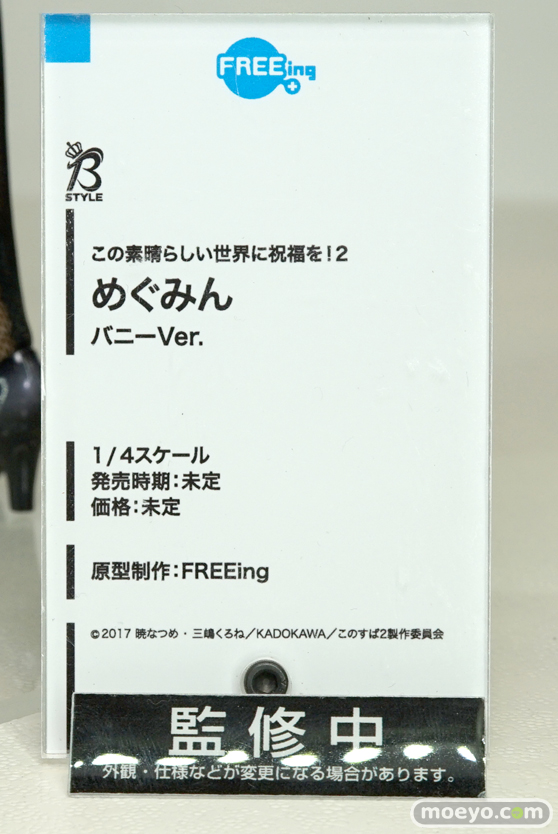 FREEing
B
STYLE
この素晴らしい世界に祝福を!2
めぐみん
バニーVer.
1/4スケール
発売時期:未定
価格:未定
原型制作:FREEing
©2017 暁なつめ・三嶋くろね／KADOKAWA／このすば2製作委員会
監修中
外観・仕様などが変更になる場合があります。
moeyo.com